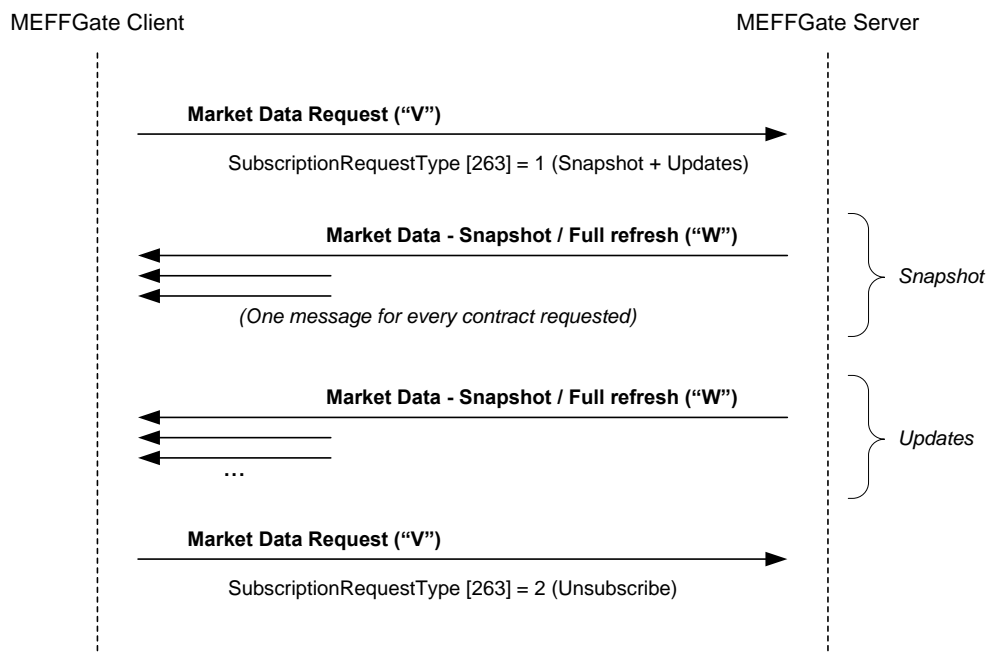 MEFFGate Client
MEFFGate Server
Market Data Request (“V”)
SubscriptionRequestType [263] = 1 (Snapshot + Updates)
Market Data - Snapshot / Full refresh (“W”)
Snapshot
(One message for every contract requested)
Market Data - Snapshot / Full refresh (“W”)
Updates
...
Market Data Request (“V”)
SubscriptionRequestType [263] = 2 (Unsubscribe)